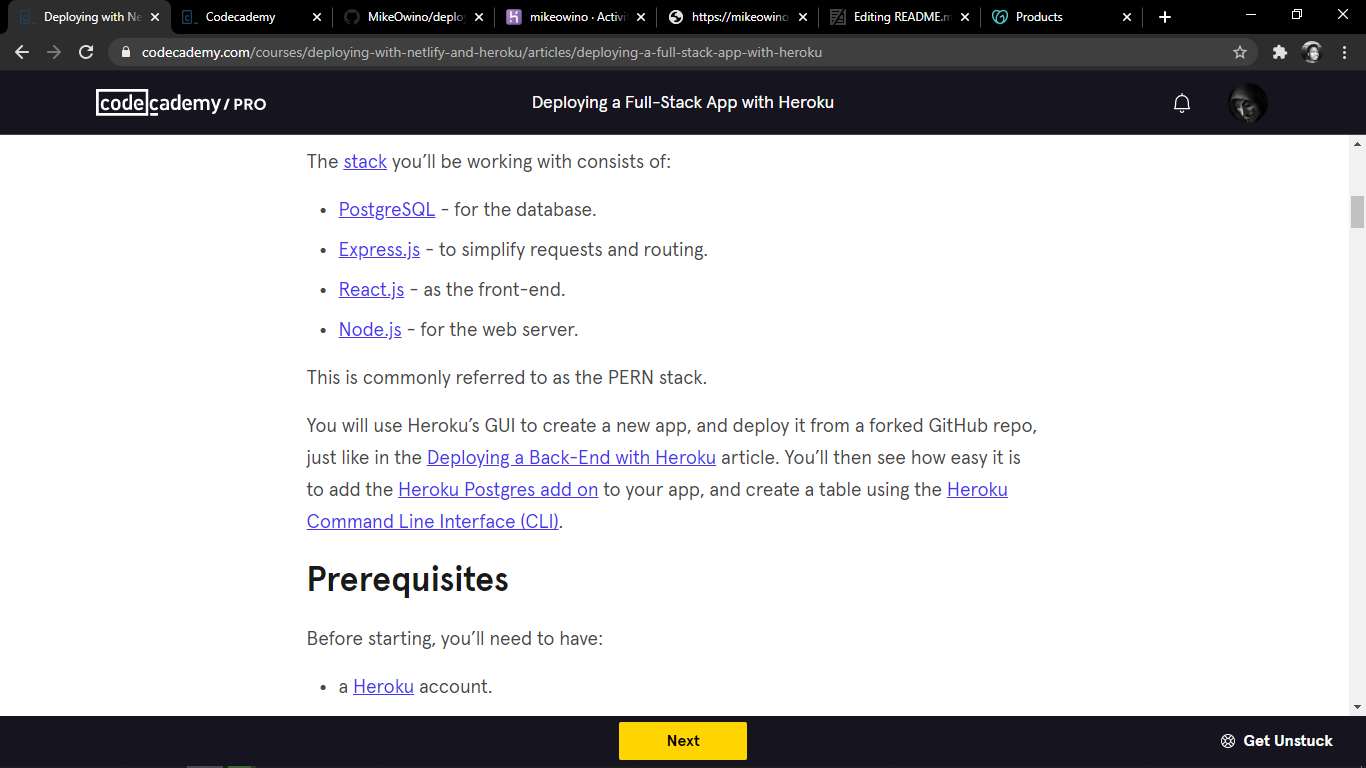 Deploying with Ne
Codecademy
MikeOwino/deploy
mikeowino · Activi
https://mikeowino
Editing README.m
Products
codecademy.com/courses/deploying-with-netlify-and-heroku/articles/deploying-a-full-stack-app-with-heroku
codecademy/PRO
Deploying a Full-Stack App with Heroku
The stack you’ll be working with consists of:
• PostgreSQL - for the database.
• Express.js - to simplify requests and routing.
• React.js - as the front-end.
• Node.js - for the web server.
This is commonly referred to as the PERN stack.
You will use Heroku’s GUI to create a new app, and deploy it from a forked GitHub repo,
just like in the Deploying a Back-End with Heroku article. You’ll then see how easy it is
to add the Heroku Postgres add on to your app, and create a table using the Heroku
Command Line Interface (CLI).
Prerequisites
Before starting, you’ll need to have:
• a Heroku account.
Next
Get Unstuck